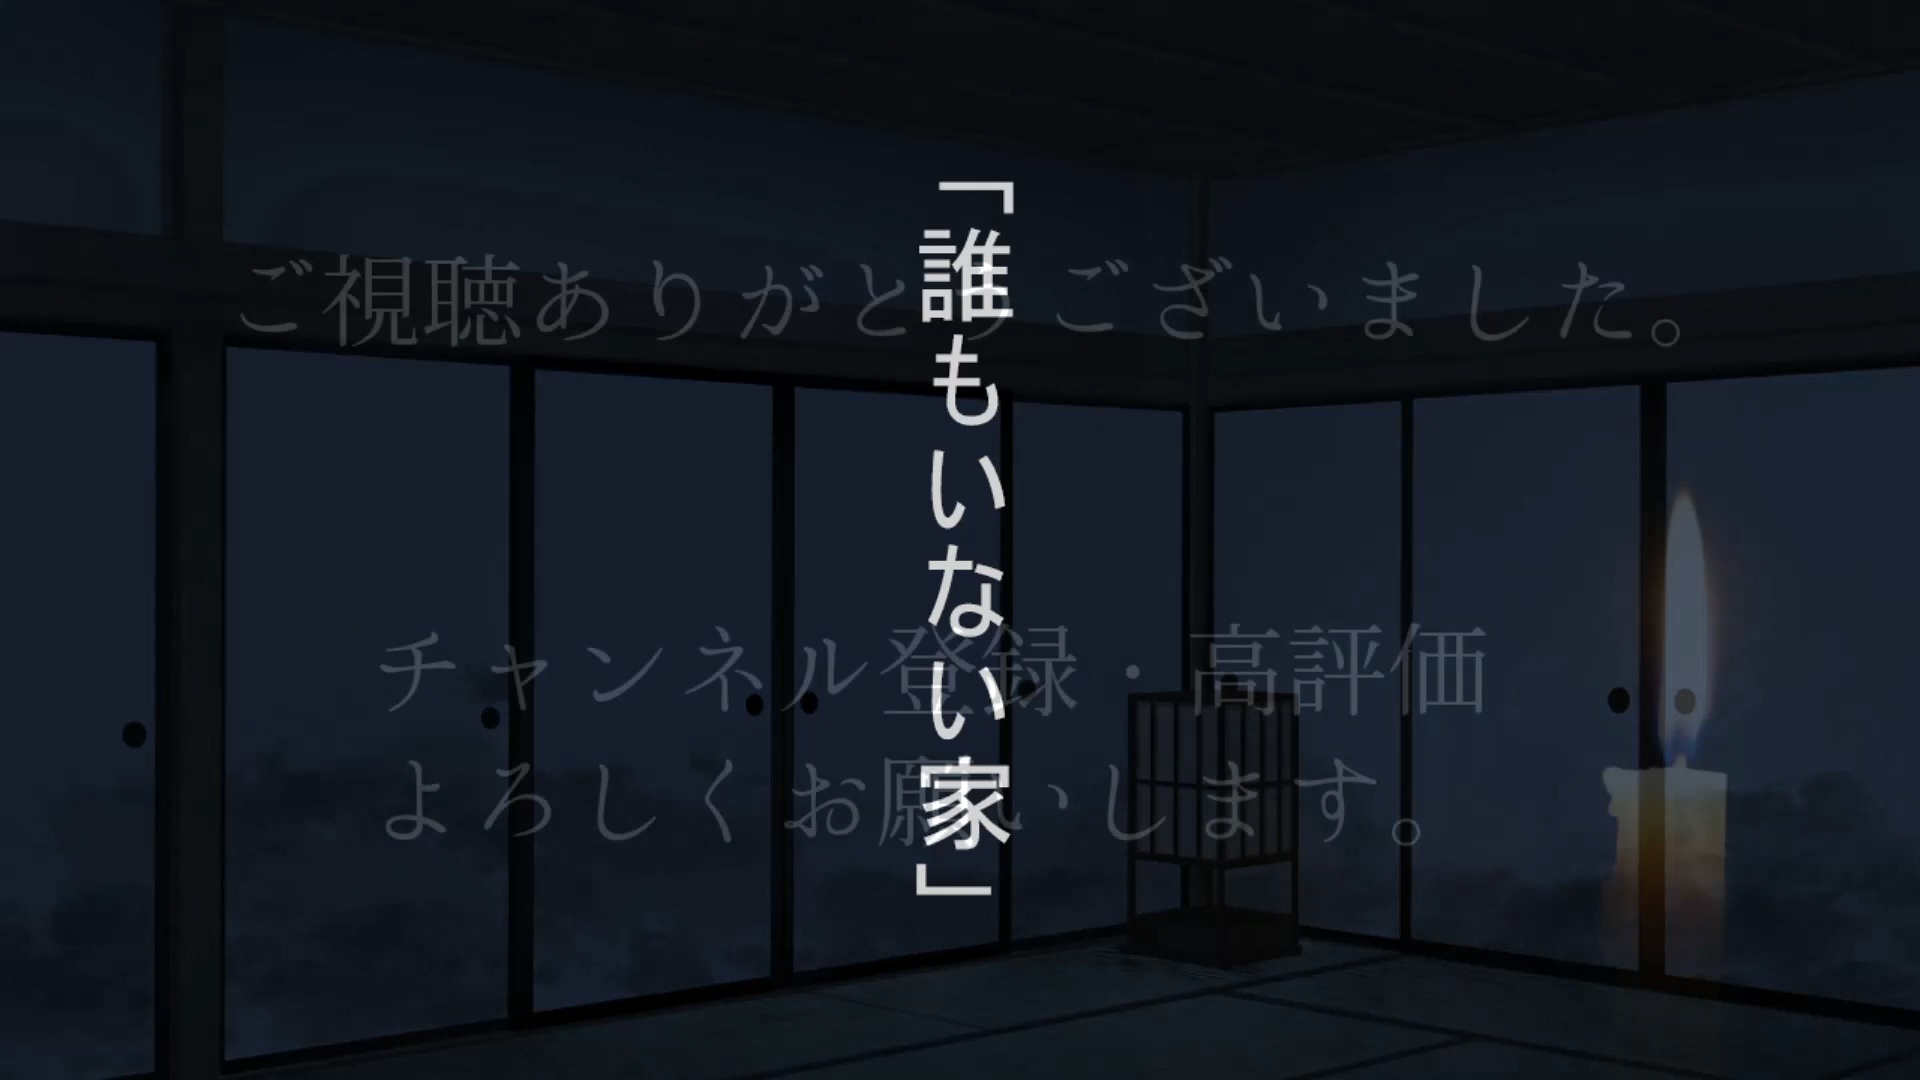 「誰もいない家」
ご視聴ありがとうございました。
チャンネル登録・高評価
よろしくお願いします。